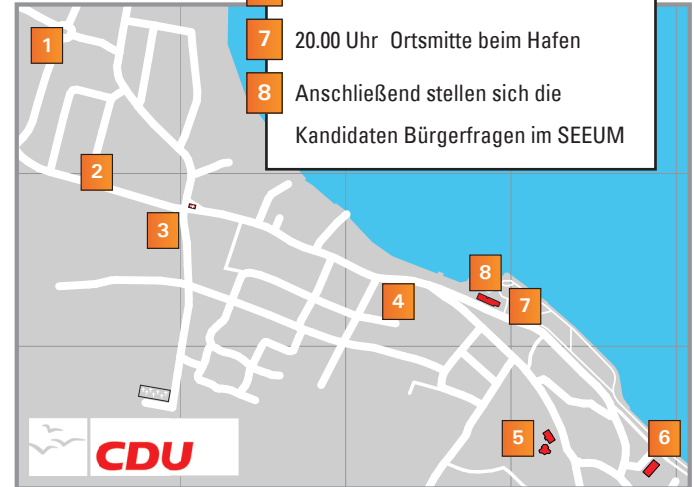 7 20.00 Uhr Ortsmitte beim Hafen
8 Anschließend stellen sich die
Kandidaten Bürgerfragen im SEEUM
1
2
3
8
4
7
5
6
CDU